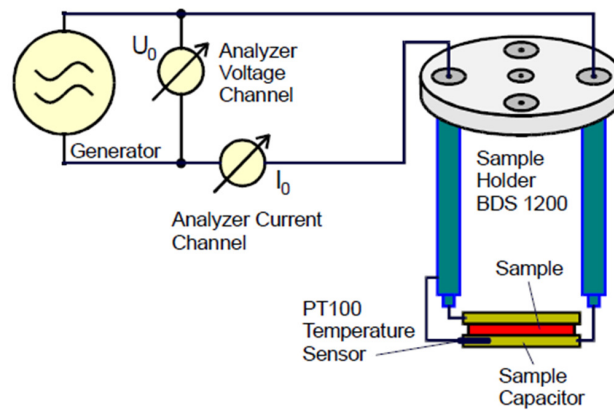 U0
Analyzer
Voltage
Channel
Generator
I0
Analyzer Current
Channel
Sample
Holder
BDS 1200
PT100
Temperature
Sensor
Sample
Sample
Capacitor